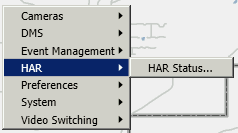 Cameras
DMS
Event Management
HAR
HAR Status...
Preferences
System
Video Switching